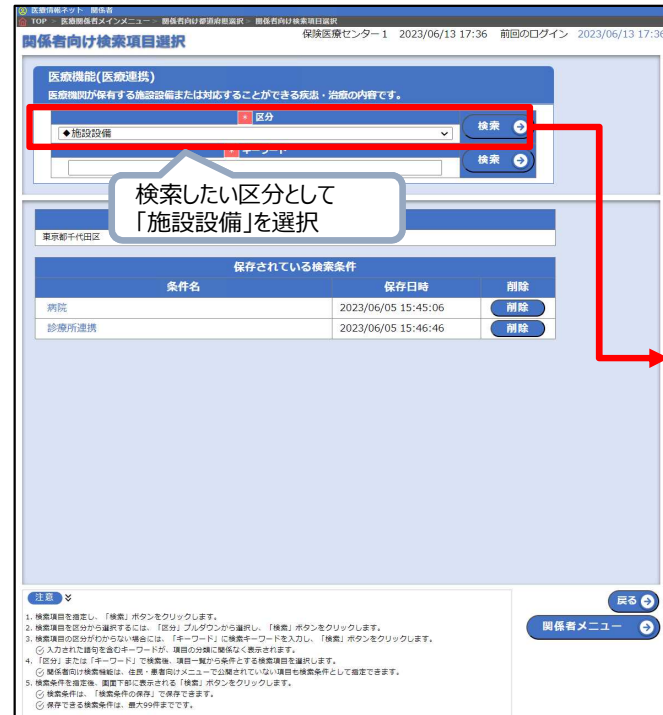 医療情報ネット 関係者
TOP > 医療関係者メインメニュー > 関係者向け都道府県選択 > 関係者向け検索項目選択
関係者向け検索項目選択
保険医療センター1 2023/06/13 17:36 前回のログイン 2023/06/13 17:36
医療機能(医療連携)
医療機関が保有する施設設備または対応することができる疾患・治療の内容です。
* 区分
◆施設設備
検索
* キーワード
検索
検索したい区分として
「施設設備」を選択
東京都千代田区
保存されている検索条件
条件名 保存日時 削除
病院 2023/06/05 15:45:06 削除
診療所連携 2023/06/05 15:46:46 削除
注意
戻る
関係者メニュー
1. 検索項目を指定し、「検索」ボタンをクリックします。
2. 検索項目を区分から選択するには、「区分」プルダウンから選択し、「検索」ボタンをクリックします。
3. 検索項目の区分がわからない場合には、「キーワード」に検索キーワードを入力し、「検索」ボタンをクリックします。
入力された語句を含むキーワードが、項目の分類に関係なく表示されます。
4. 「区分」または「キーワード」で検索後、項目一覧から条件とする検索項目を選択します。
関係者向け検索機能は、住民・患者向けメニューで公開されていない項目も検索条件として指定できます。
5. 検索条件を指定後、画面下部に表示される「検索」ボタンをクリックします。
検索条件は、「検索条件の保存」で保存できます。
保存できる検索条件は、最大99件までです。